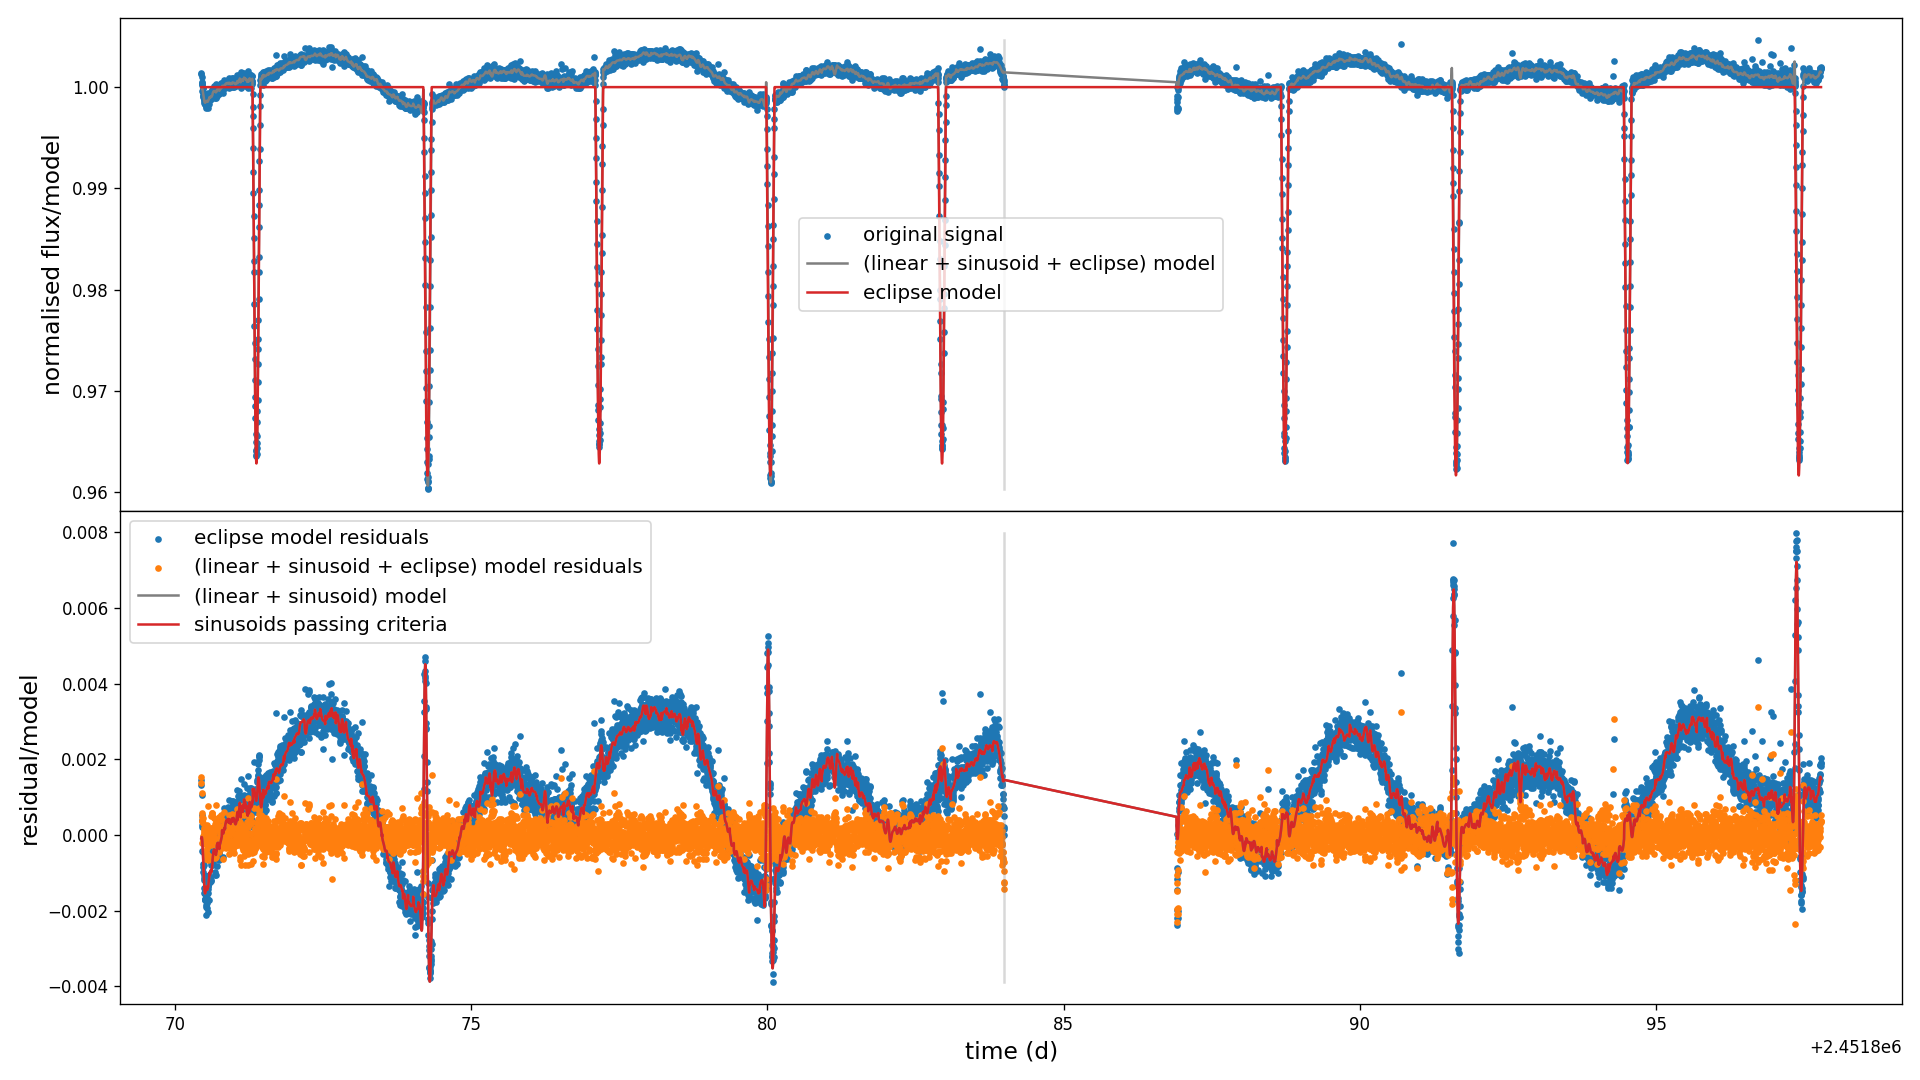 normalised flux/model
1.00
0.99
0.98
0.97
0.96
original signal
(linear + sinusoid + eclipse) model
eclipse model
residual/model
0.008
0.006
0.004
0.002
0.000
−0.002
−0.004
eclipse model residuals
(linear + sinusoid + eclipse) model residuals
(linear + sinusoid) model
sinusoids passing criteria
70
75
80
85
90
95
time (d)
+2.4518e6